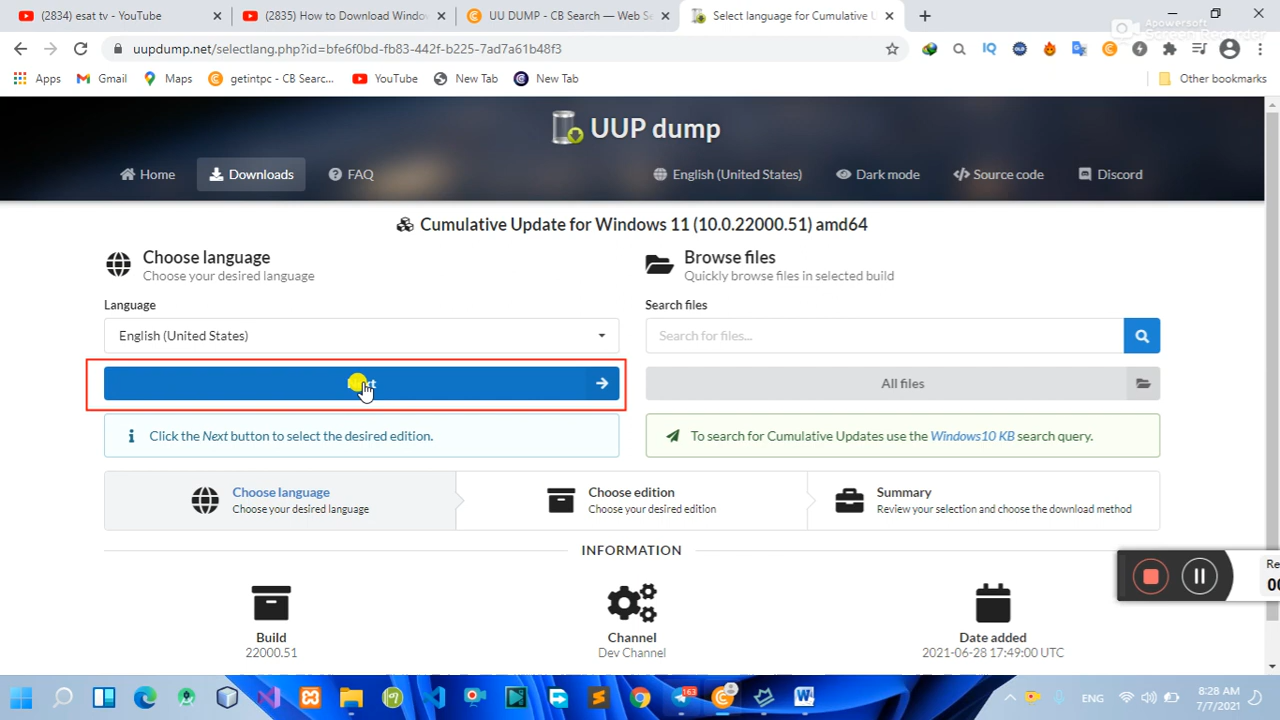 (2834) esat tv - YouTube
(2835) How to Download Windo
UU DUMP - CB Search — Web S
Select language for Cumulative U
Apowersoft
Screen Recorder
uupdump.net/selectlang.php?id=bfe6f0bd-fb83-442f-b225-7ad7a61b48f3
Apps
Gmail
Maps
getintpc - CB Searc...
YouTube
New Tab
New Tab
Other bookmarks
UUP dump
Home
Downloads
FAQ
English (United States)
Dark mode
Source code
Discord
Cumulative Update for Windows 11 (10.0.22000.51) amd64
Choose language
Choose your desired language
Browse files
Quickly browse files in selected build
Language
Search files
English (United States)
Search for files...
Next
All files
Click the Next button to select the desired edition.
To search for Cumulative Updates use the Windows10 KB search query.
Choose language
Choose your desired language
Choose edition
Choose your desired edition
Summary
Review your selection and choose the download method
INFORMATION
Re
00
Build
22000.51
Channel
Dev Channel
Date added
2021-06-28 17:49:00 UTC
163
ENG
8:28 AM
7/7/2021